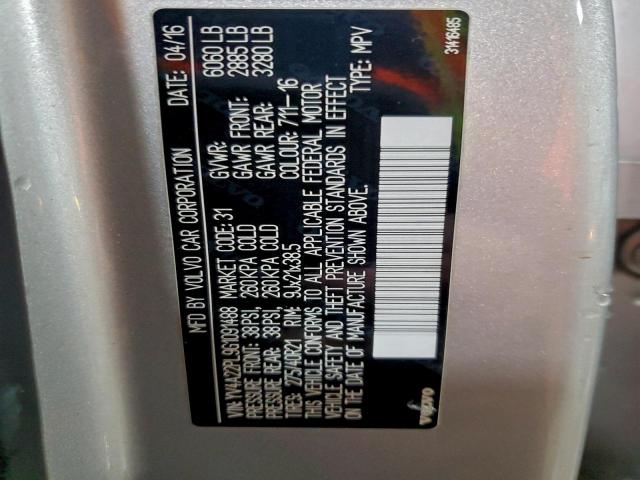 MFD BY VOLVO CAR CORPORATION DATE: 04/16
VIN: YV4A22PL9G1091498 MARKET CODE: 31 GVWR: 6060 LB
PRESSURE FRONT: 38PSI, 260KPA COLD GAWR FRONT: 2885 LB
PRESSURE REAR: 38PSI, 260KPA COLD GAWR REAR: 3280 LB
TIRES: 275/40R21 RIM: 9Jx21x38.5 COLOUR: 711-16
THIS VEHICLE CONFORMS TO ALL APPLICABLE FEDERAL MOTOR
VEHICLE SAFETY AND THEFT PREVENTION STANDARDS IN EFFECT
ON THE DATE OF MANUFACTURE SHOWN ABOVE. TYPE: MPV
VOLVO
31416485